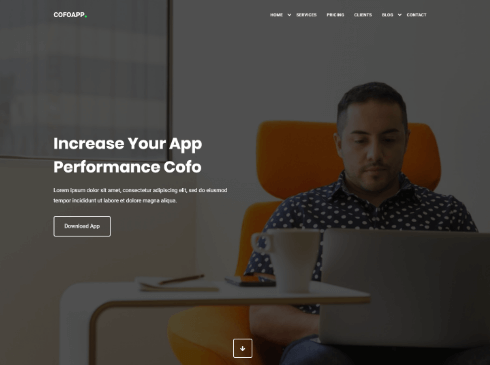 COFOAPP.
HOME
SERVICES
PRICING
CLIENTS
BLOG
CONTACT
Increase Your App
Performance Cofo
Lorem ipsum dolor sit amet, consectetur adipiscing elit, sed do eiusmod
tempor incididunt ut labore et dolore magna aliqua.
Download App